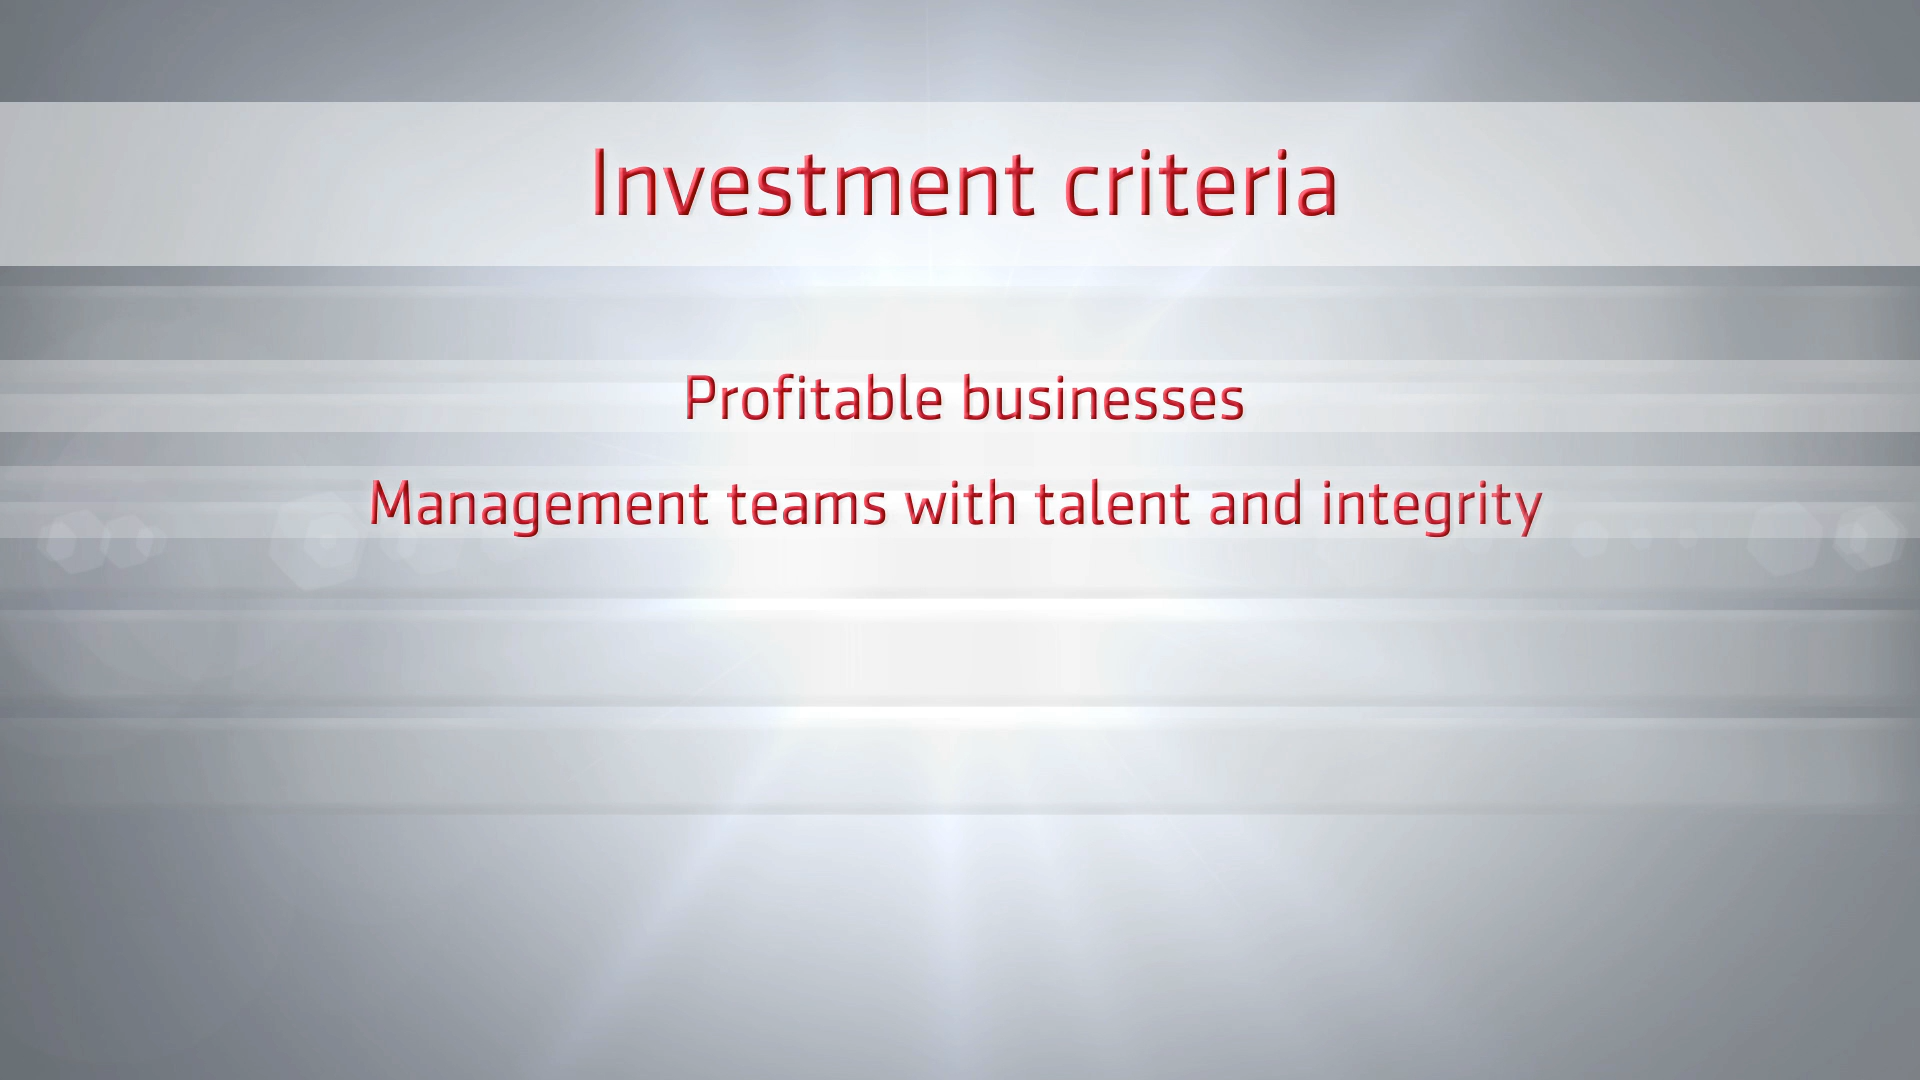 Investment criteria
Profitable businesses
Management teams with talent and integrity